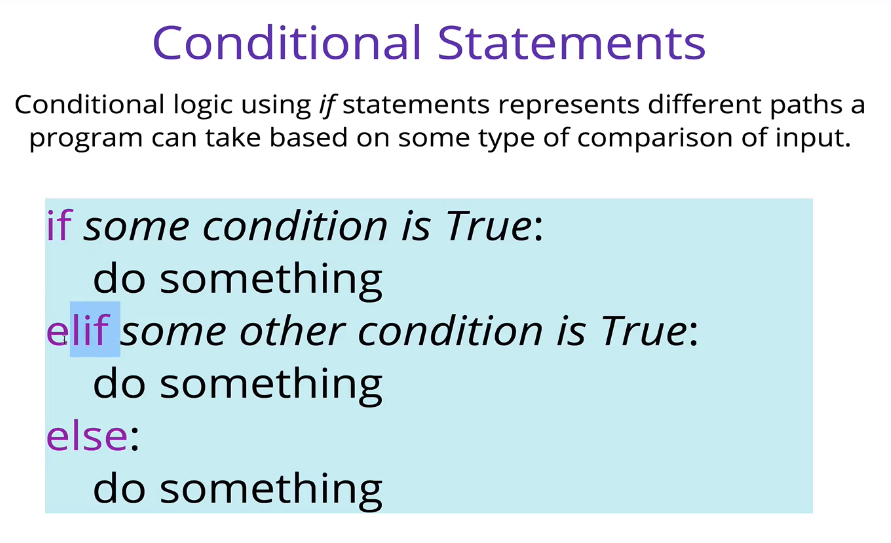 Conditional Statements
Conditional logic using if statements represents different paths a
program can take based on some type of comparison of input.
if some condition is True:
do something
elif some other condition is True:
do something
else:
do something